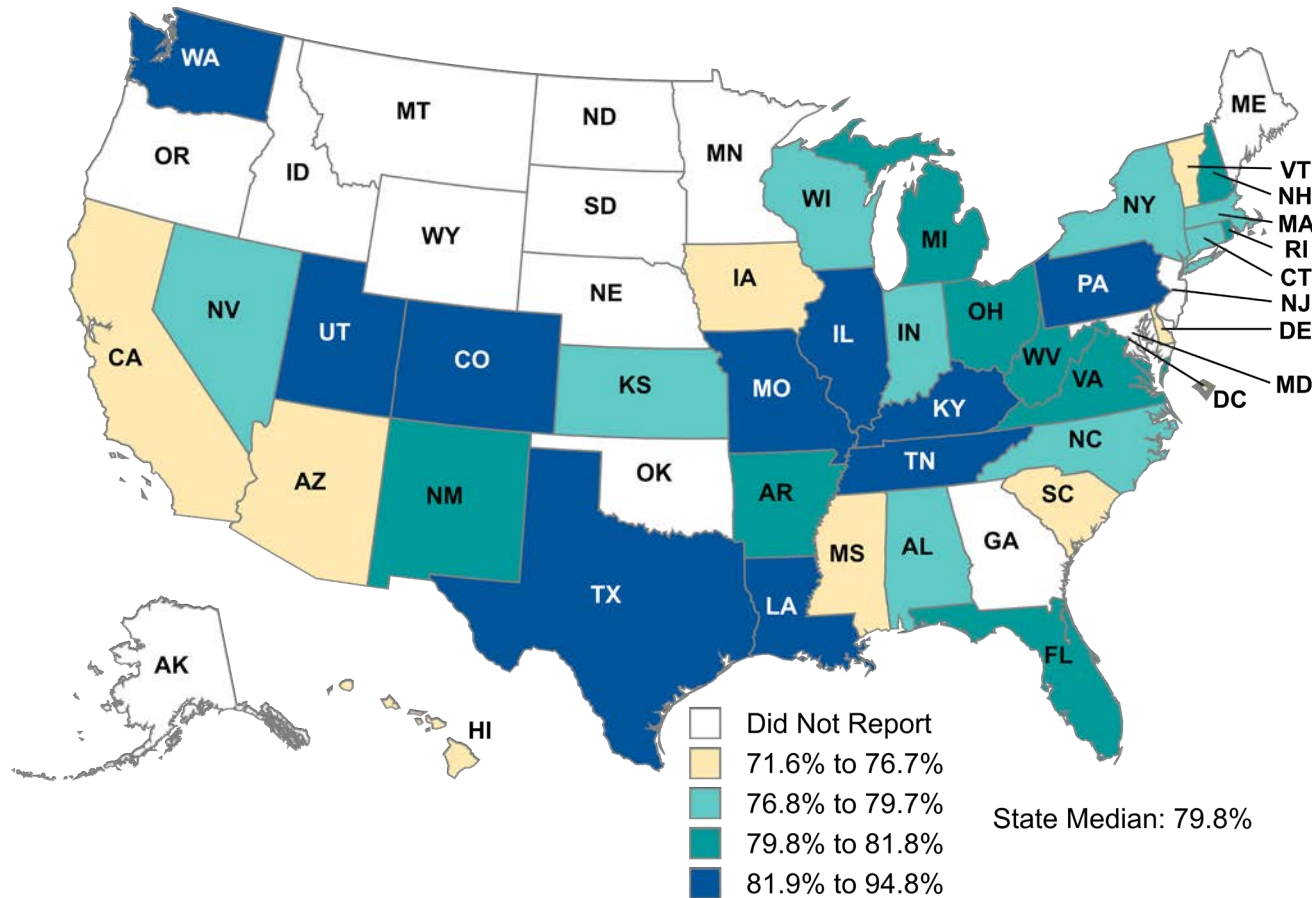 WA
MT
ND
MN
ME
OR
ID
SD
WI
MI
NY
VT
NH
MA
RI
CT
NJ
DE
MD
DC
WY
NE
IA
PA
NV
UT
CO
KS
MO
IL
IN
OH
WV
VA
KY
CA
AZ
NM
OK
AR
TN
NC
SC
TX
LA
MS
AL
GA
FL
AK
HI
Did Not Report
71.6% to 76.7%
76.8% to 79.7%
79.8% to 81.8%
81.9% to 94.8%
State Median: 79.8%